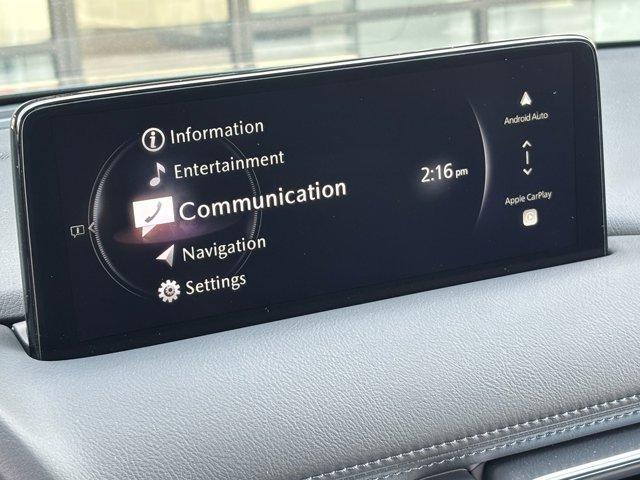 Information
Entertainment
Communication
Navigation
Settings
2:16 pm
Android Auto
Apple CarPlay